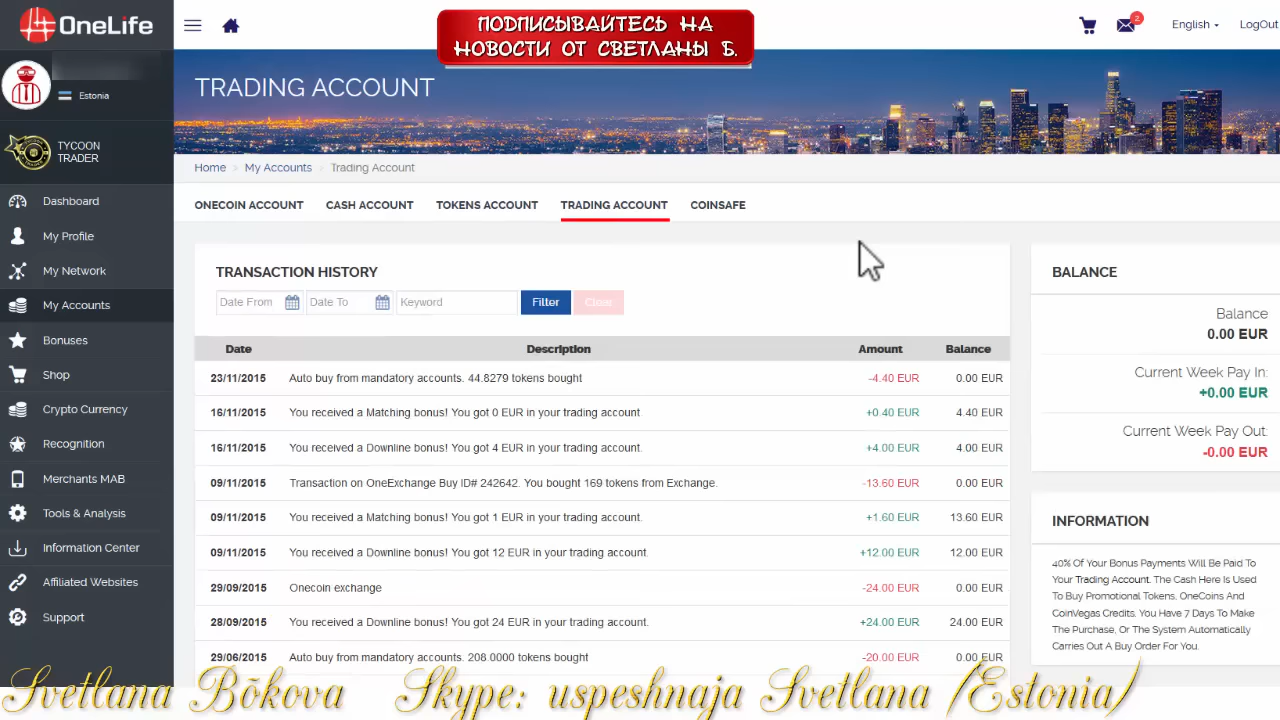 OneLife
ПОДПИСЫВАЙТЕСЬ НА
НОВОСТИ ОТ СВЕТЛАНЫ Б.
2
English
LogOut
Estonia
TYCOON
TRADER
TRADING ACCOUNT
Home > My Accounts > Trading Account
ONECOIN ACCOUNT CASH ACCOUNT TOKENS ACCOUNT TRADING ACCOUNT COINSAFE
Dashboard
My Profile
My Network
My Accounts
Bonuses
Shop
Crypto Currency
Recognition
Merchants MAB
Tools & Analysis
Information Center
Affiliated Websites
Support
TRANSACTION HISTORY
Date From Date To Keyword Filter Clear
Date Description Amount Balance
23/11/2015 Auto buy from mandatory accounts. 44.8279 tokens bought -4.40 EUR 0.00 EUR
16/11/2015 You received a Matching bonus! You got 0 EUR in your trading account +0.40 EUR 4.40 EUR
16/11/2015 You received a Downline bonus! You got 4 EUR in your trading account. +4.00 EUR 4.00 EUR
09/11/2015 Transaction on OneExchange Buy ID# 242642. You bought 169 tokens from Exchange. -13.60 EUR 0.00 EUR
09/11/2015 You received a Matching bonus! You got 1 EUR in your trading account. +1.60 EUR 13.60 EUR
09/11/2015 You received a Downline bonus! You got 12 EUR in your trading account +12.00 EUR 12.00 EUR
29/09/2015 Onecoin exchange -24.00 EUR 0.00 EUR
28/09/2015 You received a Downline bonus! You got 24 EUR in your trading account. +24.00 EUR 24.00 EUR
29/06/2015 Auto buy from mandatory accounts. 208.0000 tokens bought -20.00 EUR 0.00 EUR
BALANCE
Balance
0.00 EUR
Current Week Pay In:
+0.00 EUR
Current Week Pay Out:
-0.00 EUR
INFORMATION
40% Of Your Bonus Payments Will Be Paid To
Your Trading Account. The Cash Here Is Used
To Buy Promotional Tokens, OneCoins And
CoinVegas Credits. You Have 7 Days To Make
The Purchase, Or The System Automatically
Carries Out A Buy Order For You.
Svetlana Bõkova Skype: uspeshnaja Svetlana (Estonia)